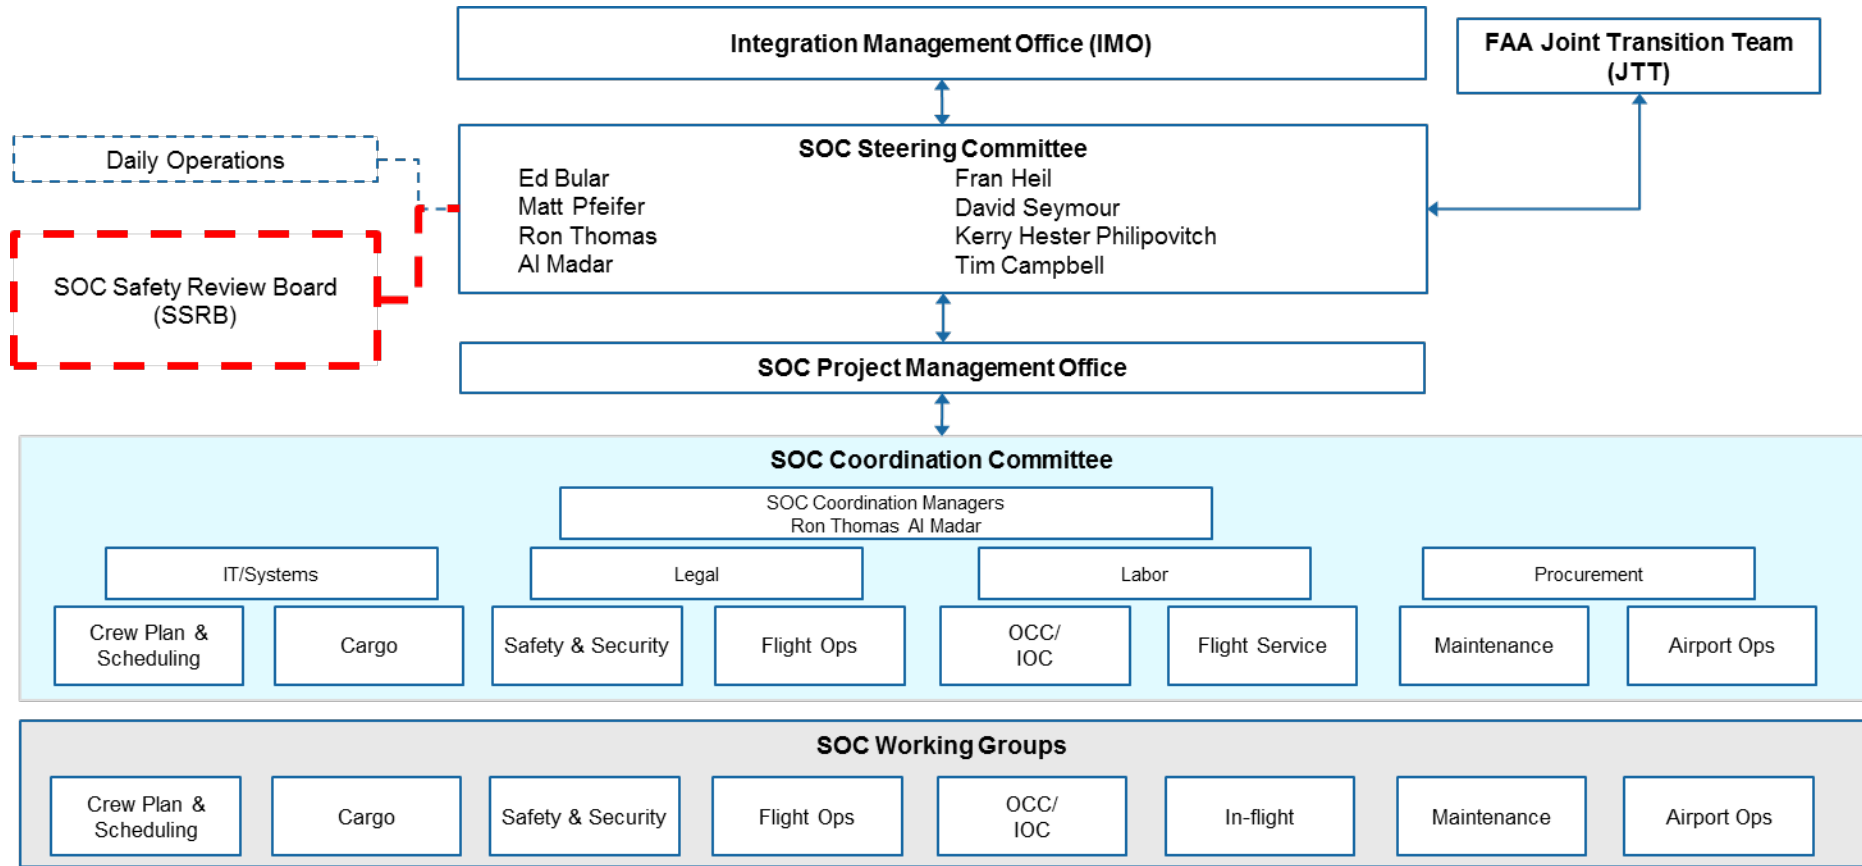 Integration Management Office (IMO)
FAA Joint Transition Team
(JTT)
Daily Operations
SOC Safety Review Board
(SSRB)
SOC Steering Committee
Ed Bular
Matt Pfeifer
Ron Thomas
Al Madar
Fran Heil
David Seymour
Kerry Hester Philipovitch
Tim Campbell
SOC Project Management Office
SOC Coordination Committee
SOC Coordination Managers
Ron Thomas Al Madar
IT/Systems
Legal
Labor
Procurement
Crew Plan &
Scheduling
Cargo
Safety & Security
Flight Ops
OCC/
IOC
Flight Service
Maintenance
Airport Ops
SOC Working Groups
Crew Plan &
Scheduling
Cargo
Safety & Security
Flight Ops
OCC/
IOC
In-flight
Maintenance
Airport Ops